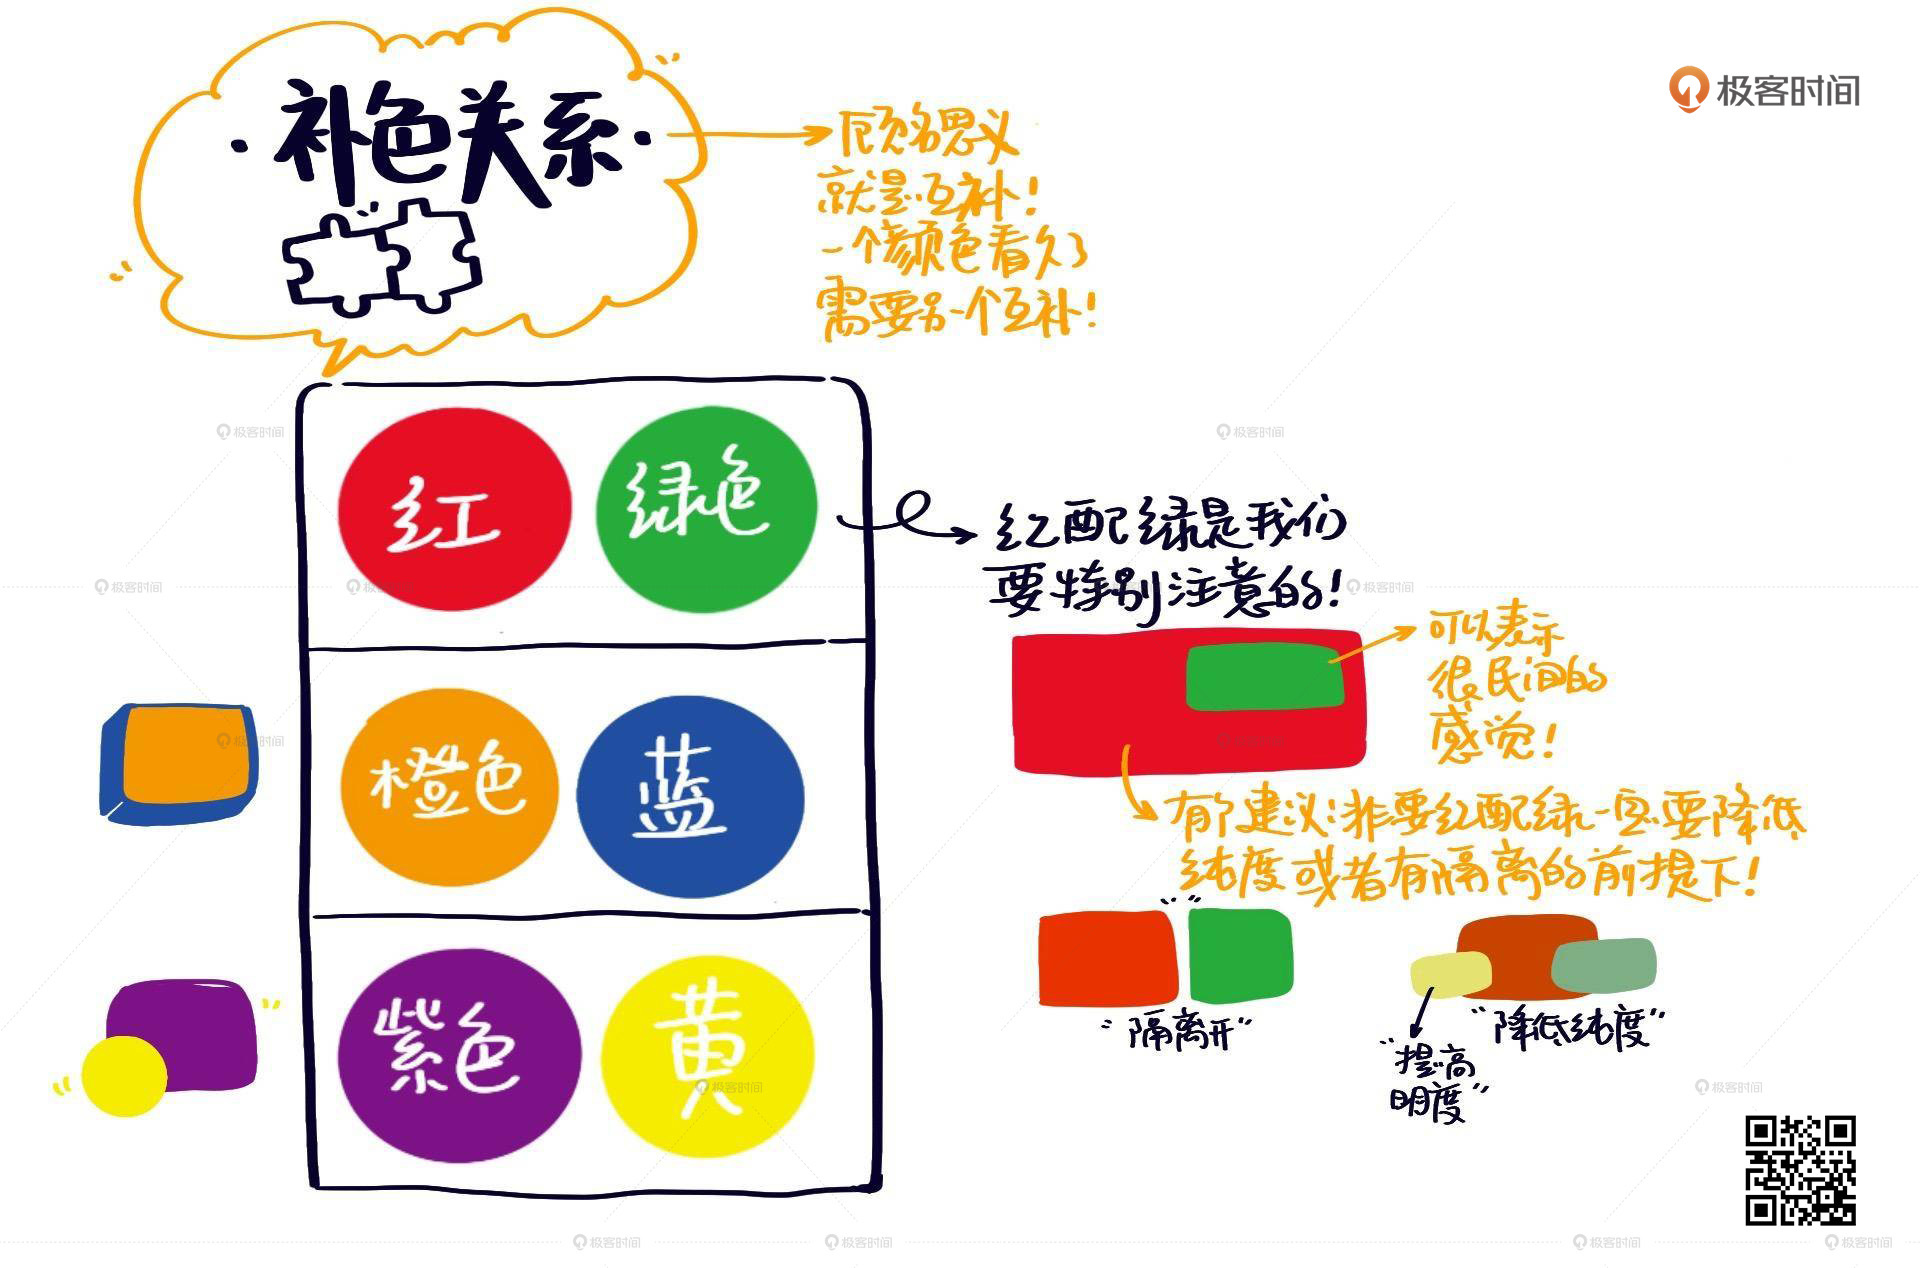 极客时间
·补色关系·
顾名思义
就是互补!
一个颜色看久了
需要另一个互补!
红
绿色
红配绿是我们
要特别注意的!
可以表示
很民间的
感觉!
橙色
蓝
有个建议:非要红配绿一定要降低
纯度或者有隔离的前提下!
"隔离开"
"降低纯度"
"提高
明度"
紫色
黄